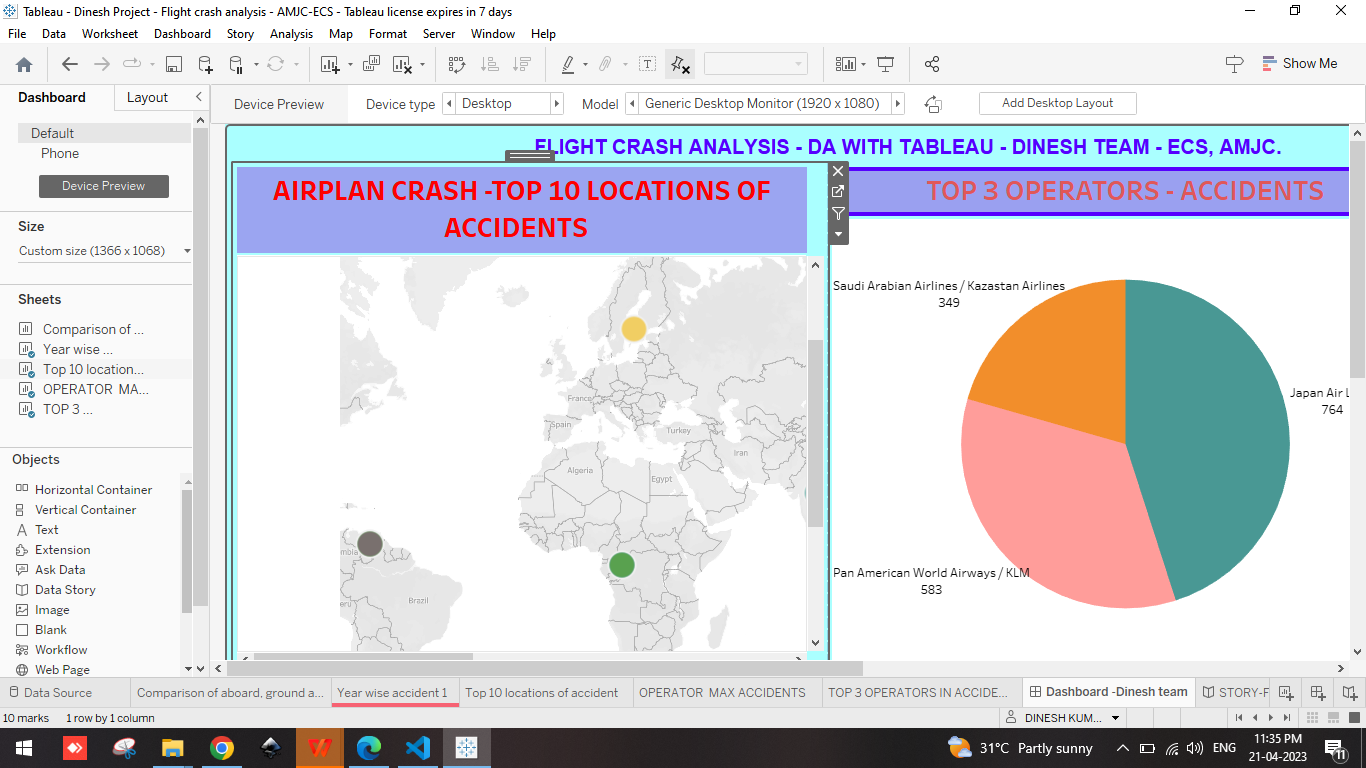 Tableau - Dinesh Project - Flight crash analysis - AMJC-ECS - Tableau license expires in 7 days
File Data Worksheet Dashboard Story Analysis Map Format Server Window Help
Show Me
Dashboard Layout
Device Preview Device type Desktop Model Generic Desktop Monitor (1920 x 1080) Add Desktop Layout
Default
Phone
Device Preview
Size
Custom size (1366 x 1068)
Sheets
Comparison of ...
Year wise ...
Top 10 location...
OPERATOR MA...
TOP 3 ...
Objects
Horizontal Container
Vertical Container
Text
Extension
Ask Data
Data Story
Image
Blank
Workflow
Web Page
FLIGHT CRASH ANALYSIS - DA WITH TABLEAU - DINESH TEAM - ECS, AMJC.
AIRPLAN CRASH -TOP 10 LOCATIONS OF
ACCIDENTS
France
Spain
Turkey
Iran
Algeria
Egypt
mbia
Brazil
eru
TOP 3 OPERATORS - ACCIDENTS
Saudi Arabian Airlines / Kazastan Airlines
349
Japan Air L
764
Pan American World Airways / KLM
583
Data Source Comparison of aboard, ground a... Year wise accident 1 Top 10 locations of accident OPERATOR MAX ACCIDENTS TOP 3 OPERATORS IN ACCIDE... Dashboard -Dinesh team STORY-F
10 marks 1 row by 1 column DINESH KUM...
31°C Partly sunny ENG 11:35 PM
21-04-2023
11